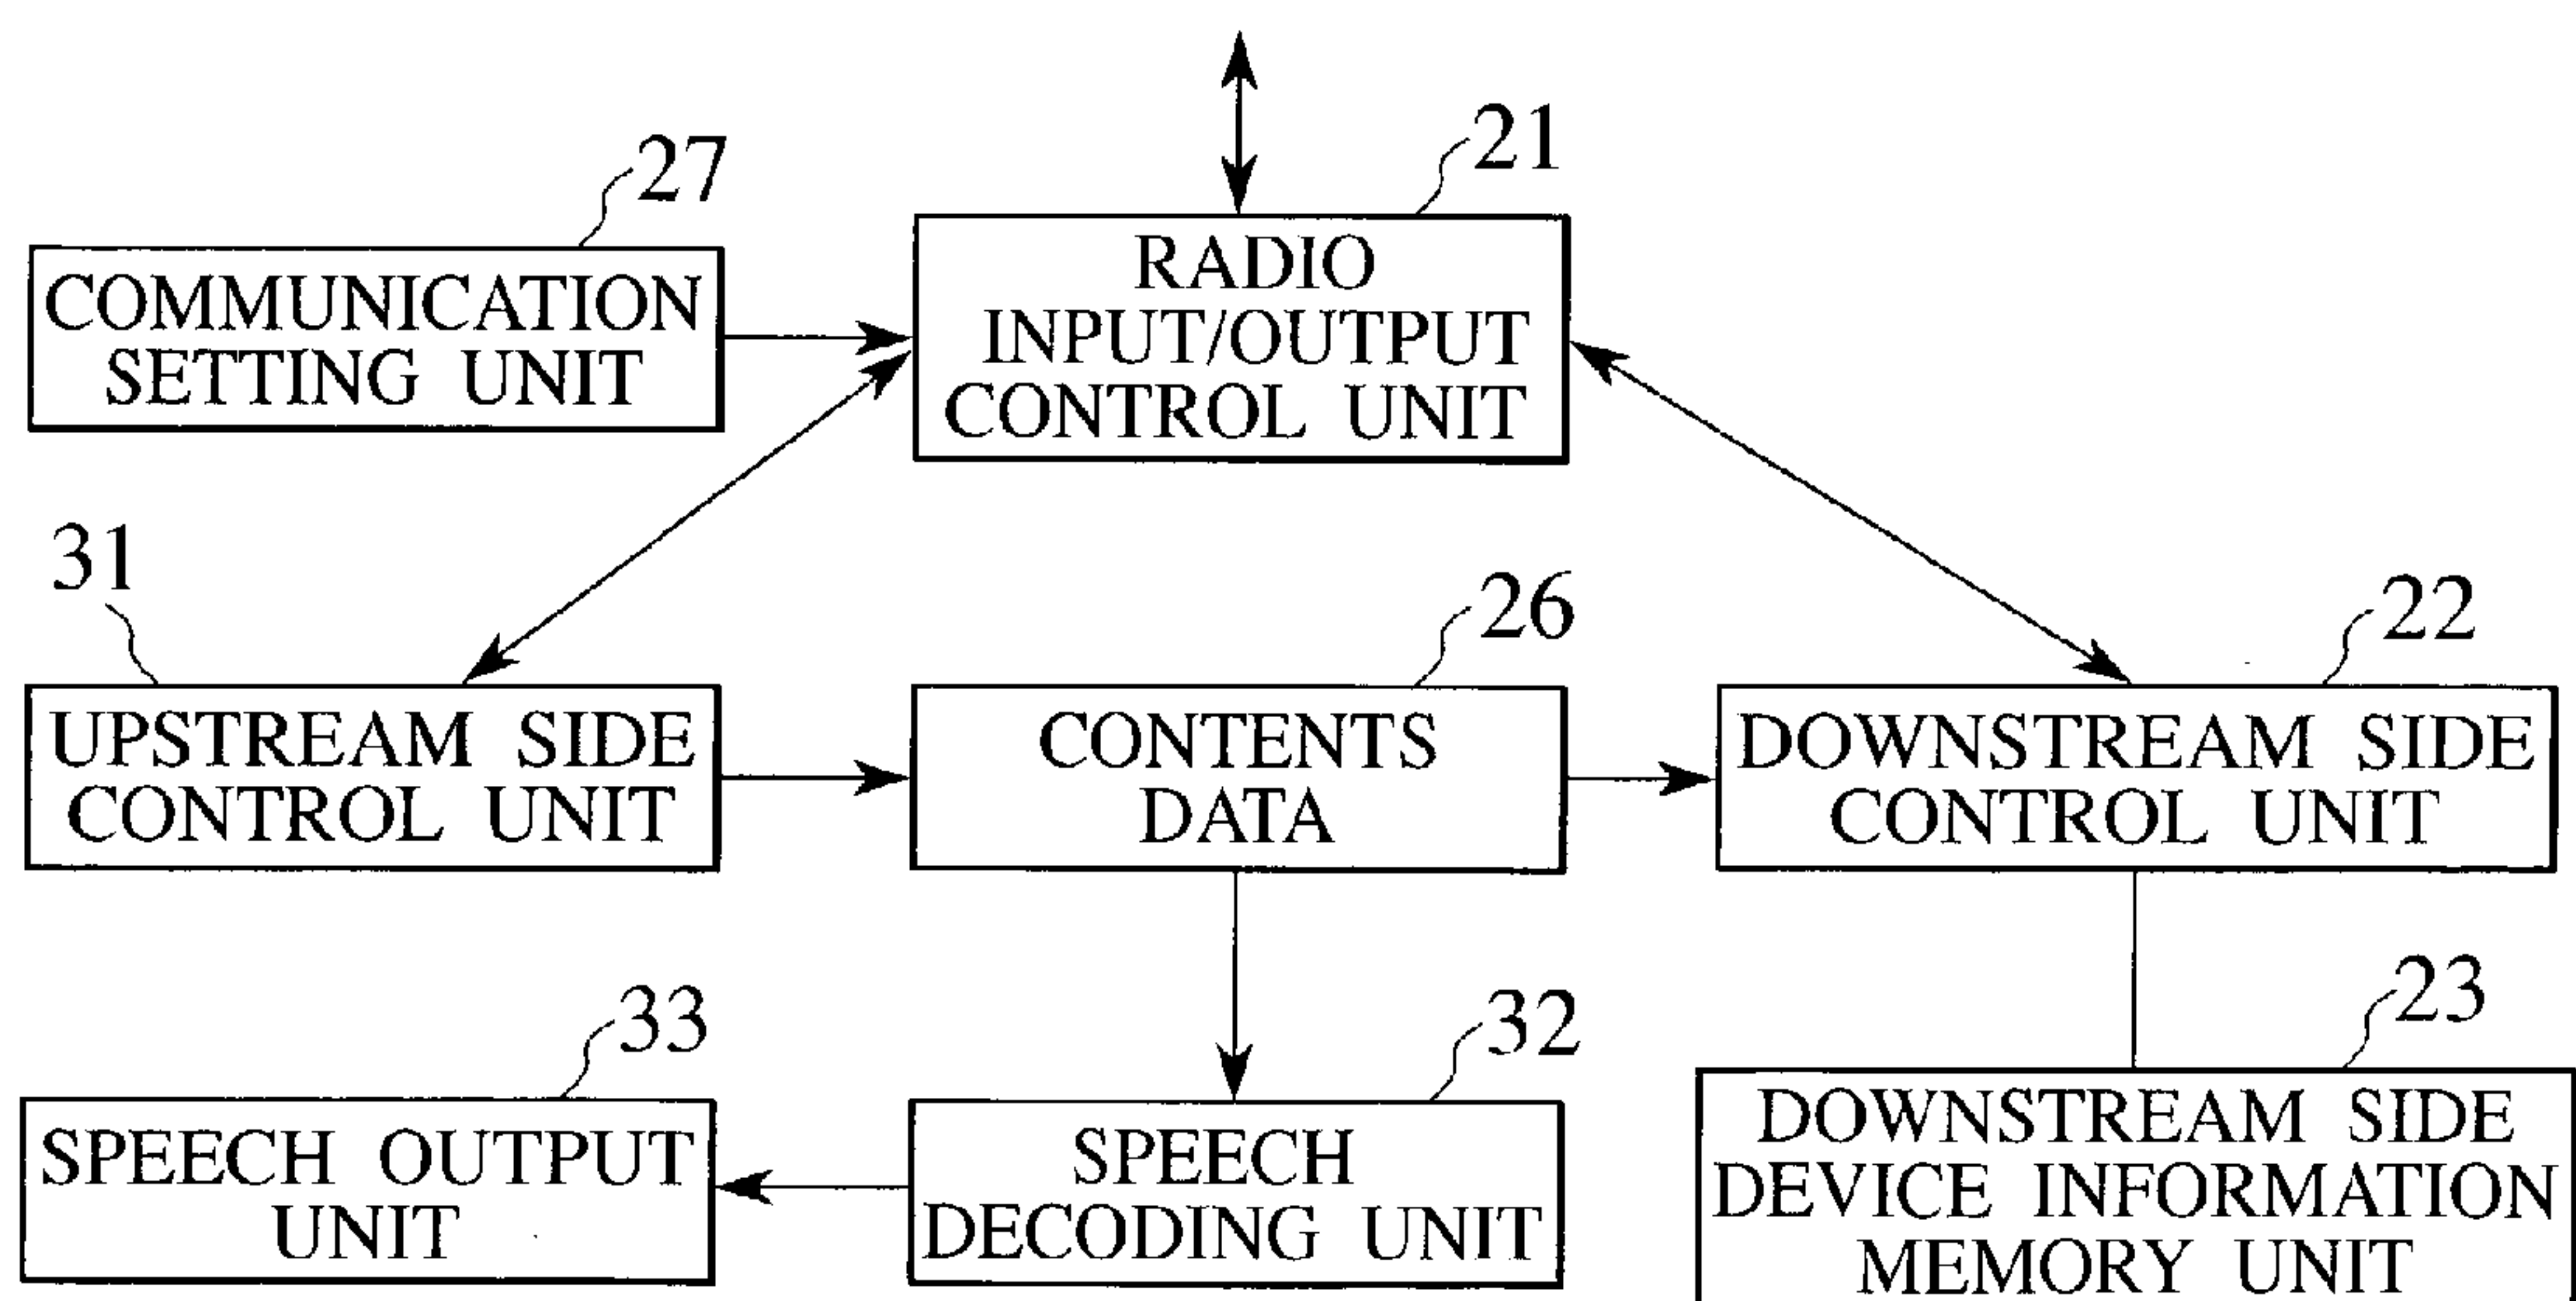 27
COMMUNICATION
SETTING UNIT
21
RADIO
INPUT/OUTPUT
CONTROL UNIT
31
UPSTREAM SIDE
CONTROL UNIT
26
CONTENTS
DATA
22
DOWNSTREAM SIDE
CONTROL UNIT
33
SPEECH OUTPUT
UNIT
32
SPEECH
DECODING UNIT
23
DOWNSTREAM SIDE
DEVICE INFORMATION
MEMORY UNIT